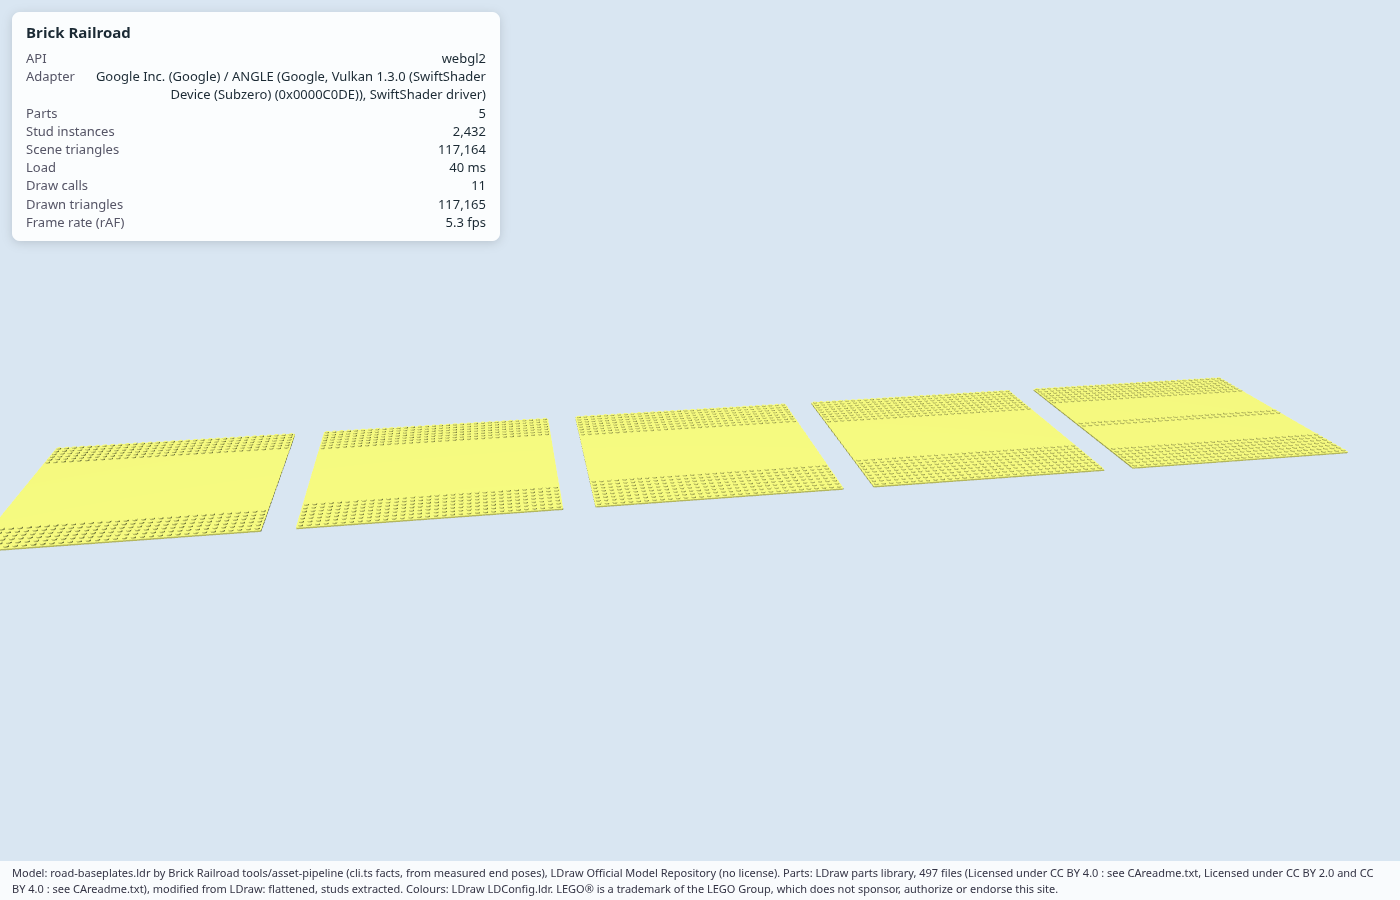 Brick Railroad
API webgl2
Adapter Google Inc. (Google) / ANGLE (Google, Vulkan 1.3.0 (SwiftShader
Device (Subzero) (0x0000C0DE)), SwiftShader driver)
Parts 5
Stud instances 2,432
Scene triangles 117,164
Load 40 ms
Draw calls 11
Drawn triangles 117,165
Frame rate (rAF) 5.3 fps
Model: road-baseplates.ldr by Brick Railroad tools/asset-pipeline (cli.ts facts, from measured end poses), LDraw Official Model Repository (no license). Parts: LDraw parts library, 497 files (Licensed under CC BY 4.0 : see CAreadme.txt, Licensed under CC BY 2.0 and CC
BY 4.0 : see CAreadme.txt), modified from LDraw: flattened, studs extracted. Colours: LDraw LDConfig.ldr. LEGO® is a trademark of the LEGO Group, which does not sponsor, authorize or endorse this site.